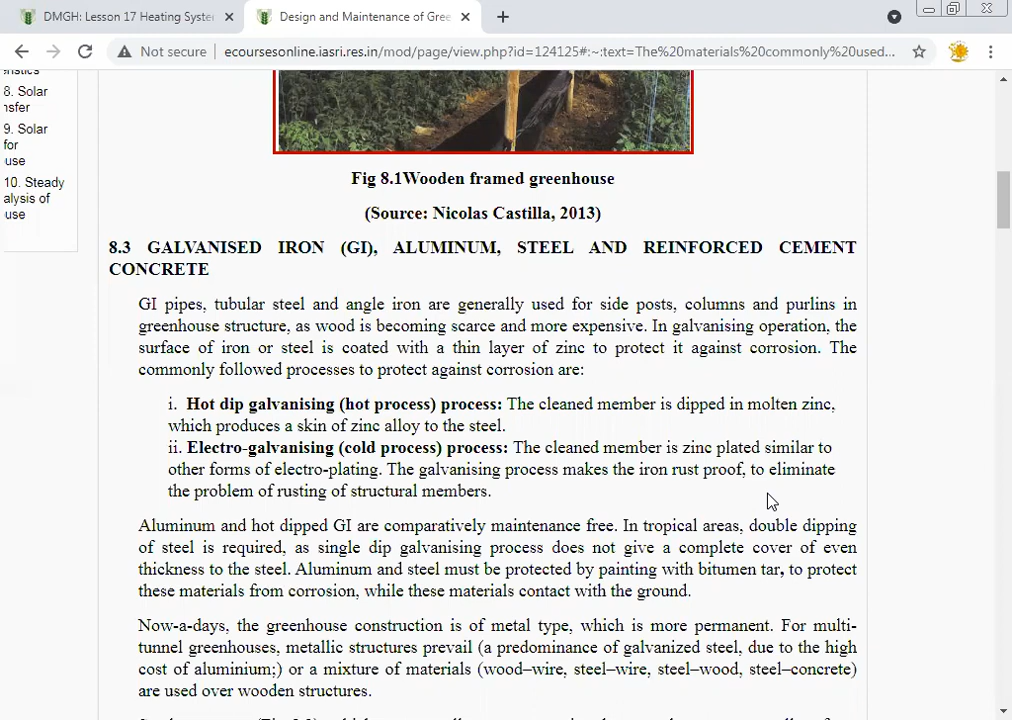 DMGH: Lesson 17 Heating Syste
Design and Maintenance of Gree
Not secure
ecoursesonline.iasri.res.in/mod/page/view.php?id=124125#:~:text=The%20materials%20commonly%20used...
8. Solar
9. Solar
for
use
10. Steady
alysis of
use
Fig 8.1Wooden framed greenhouse
(Source: Nicolas Castilla, 2013)
8.3 GALVANISED IRON (GI), ALUMINUM, STEEL AND REINFORCED CEMENT
CONCRETE
GI pipes, tubular steel and angle iron are generally used for side posts, columns and purlins in
greenhouse structure, as wood is becoming scarce and more expensive. In galvanising operation, the
surface of iron or steel is coated with a thin layer of zinc to protect it against corrosion. The
commonly followed processes to protect against corrosion are:
i. Hot dip galvanising (hot process) process: The cleaned member is dipped in molten zinc,
which produces a skin of zinc alloy to the steel.
ii. Electro-galvanising (cold process) process: The cleaned member is zinc plated similar to
other forms of electro-plating. The galvanising process makes the iron rust proof, to eliminate
the problem of rusting of structural members.
Aluminum and hot dipped GI are comparatively maintenance free. In tropical areas, double dipping
of steel is required, as single dip galvanising process does not give a complete cover of even
thickness to the steel. Aluminum and steel must be protected by painting with bitumen tar, to protect
these materials from corrosion, while these materials contact with the ground.
Now-a-days, the greenhouse construction is of metal type, which is more permanent. For multi-
tunnel greenhouses, metallic structures prevail (a predominance of galvanized steel, due to the high
cost of aluminium;) or a mixture of materials (wood–wire, steel–wire, steel–wood, steel–concrete)
are used over wooden structures.